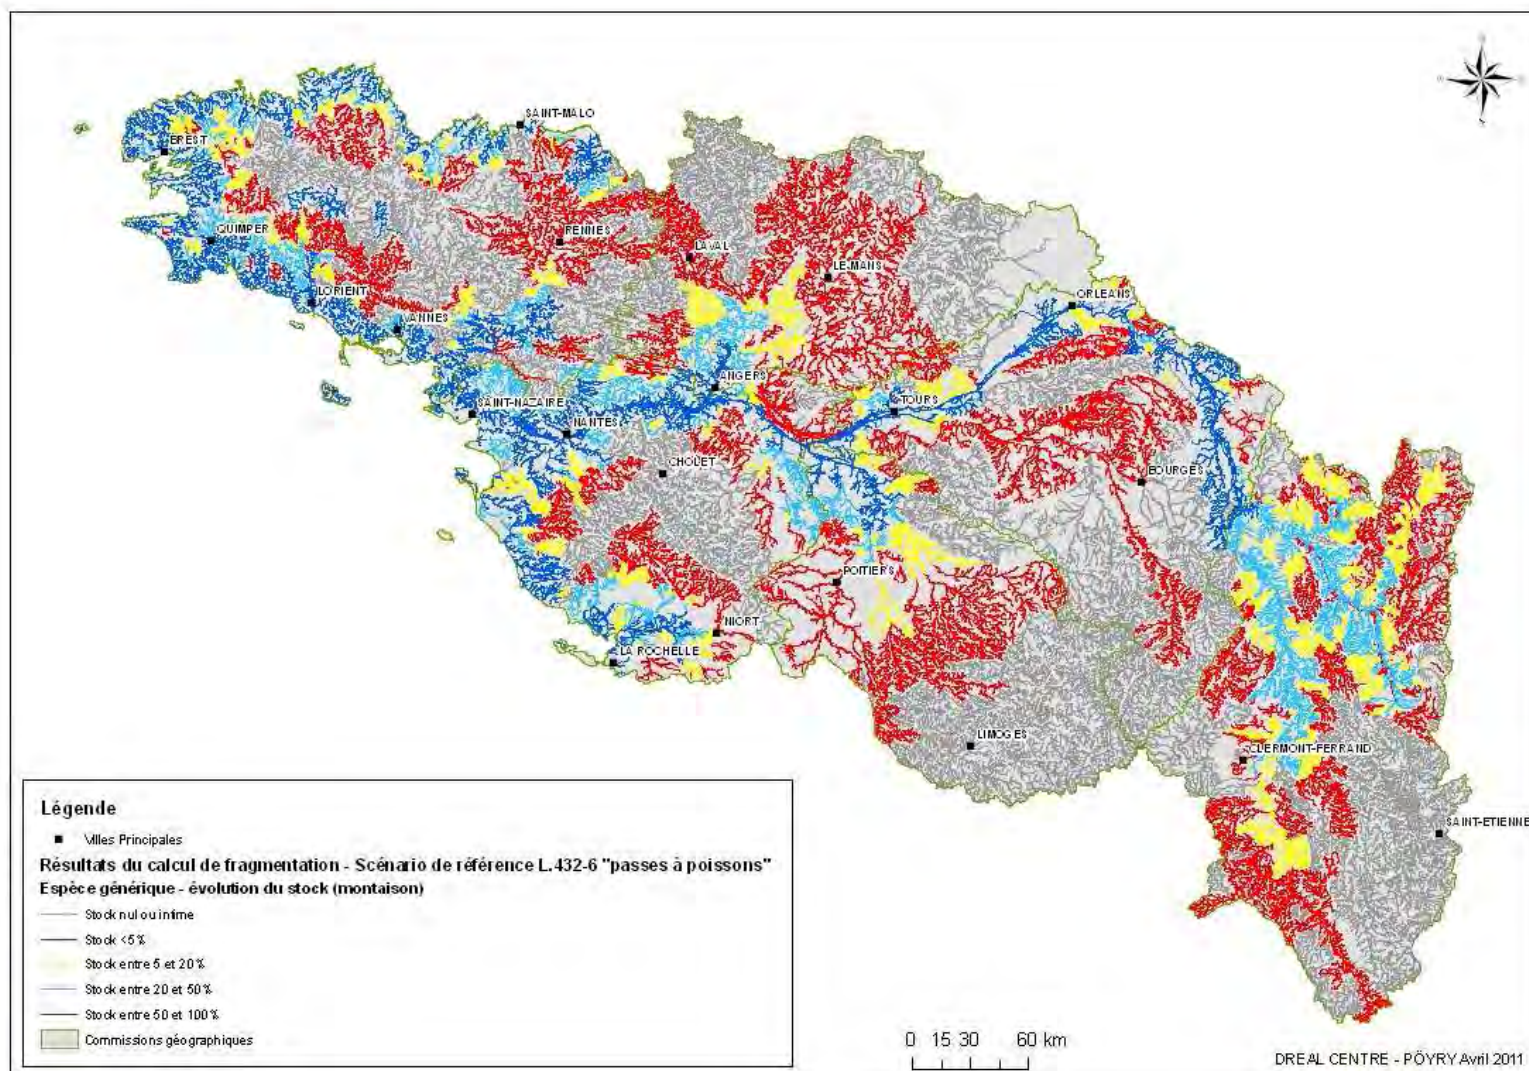 SAINT-MALO
BREST
QUIMPER
RENNES
LAVAL
LE-MANS
LORIENT
VANNES
ORLEANS
ANGERS
SAINT-NAZAIRE
TOURS
NANTES
CHOLET
BOURGES
POITIERS
NIORT
LA ROCHELLE
LIMOGES
CLERMONT-FERRAND
SAINT-ETIENNE
Légende
Villes Principales
Résultats du calcul de fragmentation - Scénario de référence L.432-6 "passes à poissons"
Espèce générique - évolution du stock (montaison)
Stock nul ou infime
Stock <5%
Stock entre 5 et 20%
Stock entre 20 et 50%
Stock entre 50 et 100%
Commissions géographiques
0 15 30 60 km
DREAL CENTRE - PÖYRY Avril 2011